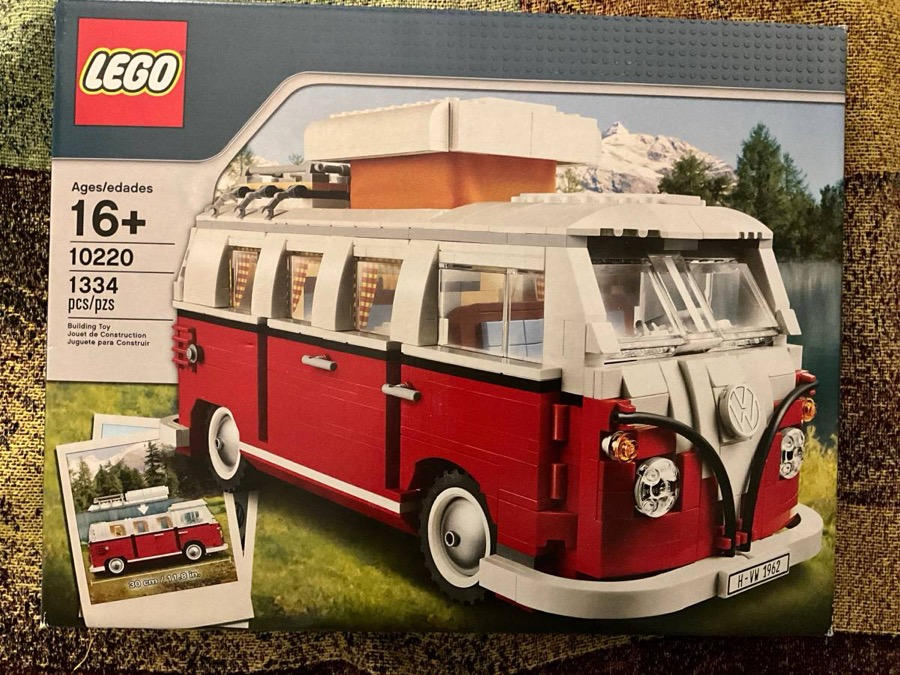 LEGO
Ages/edades
16+
10220
1334
pcs/pzs
Building Toy
Jouet de Construction
Juguete para Construir
30 cm / 11.8 in.
H-VW 1962